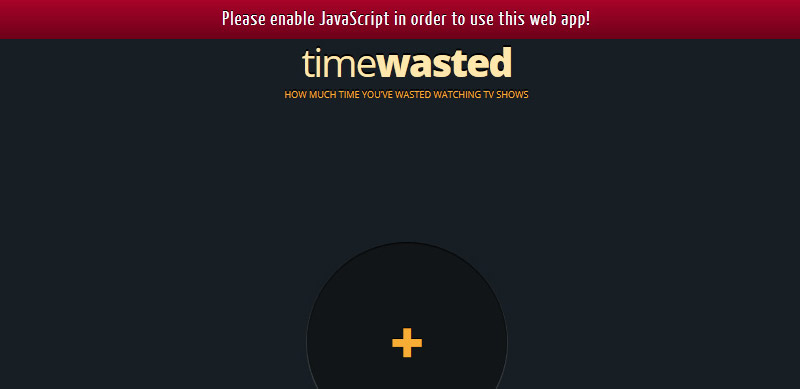 Please enable JavaScript in order to use this web app!
timewasted
HOW MUCH TIME YOU'VE WASTED WATCHING TV SHOWS
+